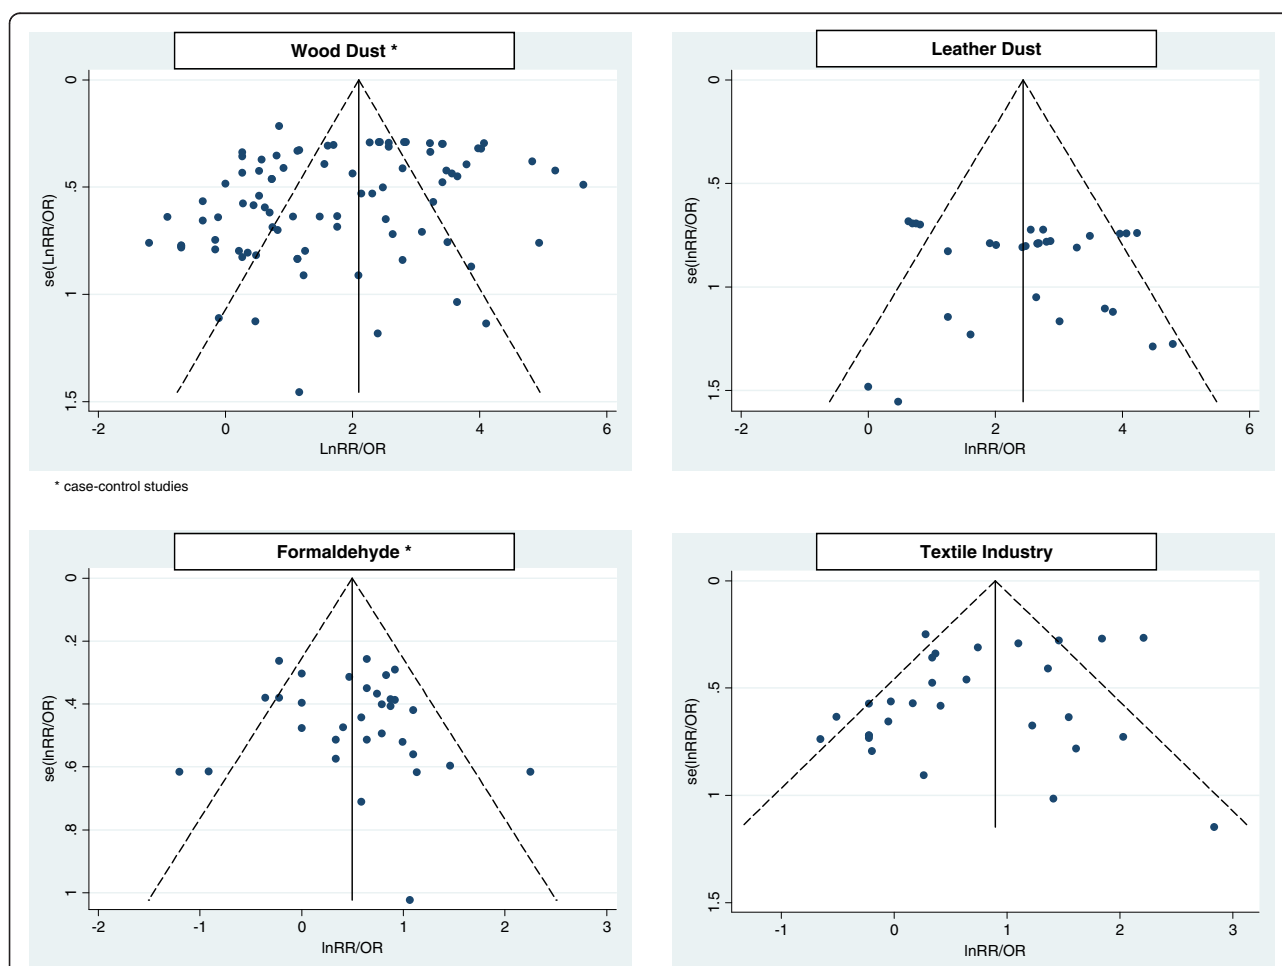 Wood Dust *
0
.5
1
1.5
se(LnRR/OR)
-2 0 2 4 6
LnRR/OR
* case-control studies
Leather Dust
0
.5
1
1.5
se(lnRR/OR)
-2 0 2 4 6
lnRR/OR
Formaldehyde *
0
.2
.4
.6
.8
1
se(lnRR/OR)
-2 -1 0 1 2 3
lnRR/OR
Textile Industry
0
.5
1
1.5
se(lnRR/OR)
-1 0 1 2 3
lnRR/OR